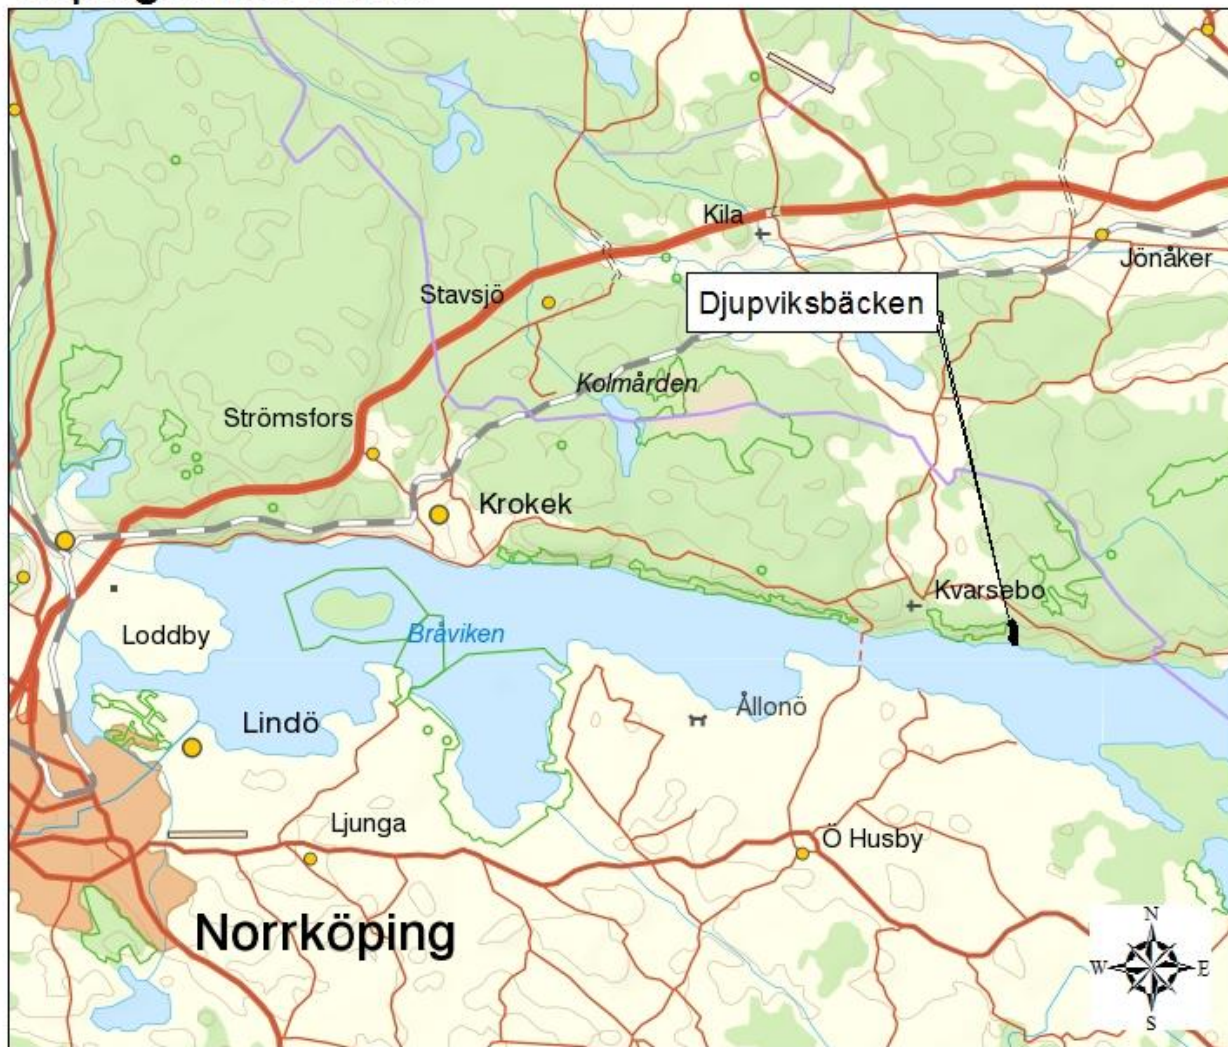 Kila
Jönåker
Stavsjö
Djupviksbäcken
Kolmården
Strömsfors
Krokek
Kvarsebo
Loddby
Bråviken
Lindö
Ållonö
Ljunga
Ö Husby
Norrköping
N
W E
S